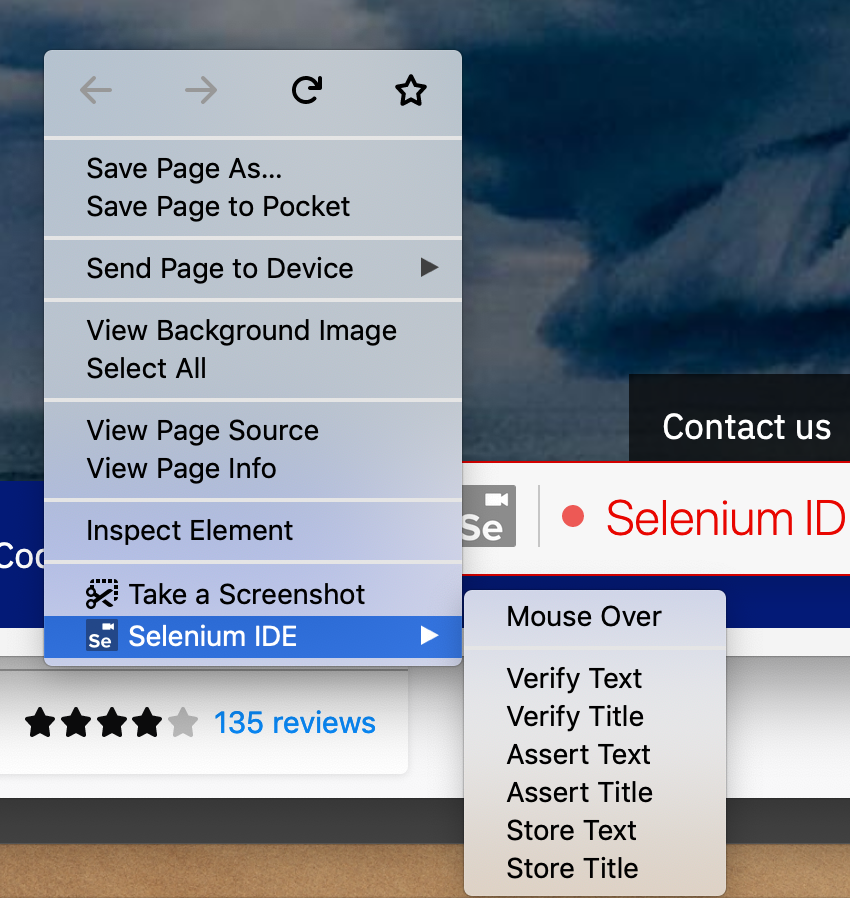 Save Page As...
Save Page to Pocket
Send Page to Device
View Background Image
Select All
View Page Source
View Page Info
Inspect Element
Take a Screenshot
Se Selenium IDE
Contact us
Se
Selenium ID
Coo
Mouse Over
Verify Text
Verify Title
Assert Text
Assert Title
Store Text
Store Title
135 reviews